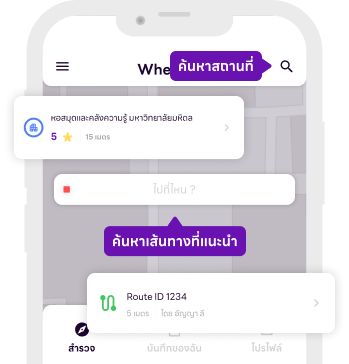 Whe
ค้นหาสถานที่
หอสมุดและคลังความรู้ มหาวิทยาลัยมหิดล
5
15 เมตร
ไปที่ไหน ?
ค้นหาเส้นทางที่แนะนำ
Route ID 1234
5 เมตร โดย อัญญา ลี
สำรวจ
บันทึกของฉัน
โปรไฟล์